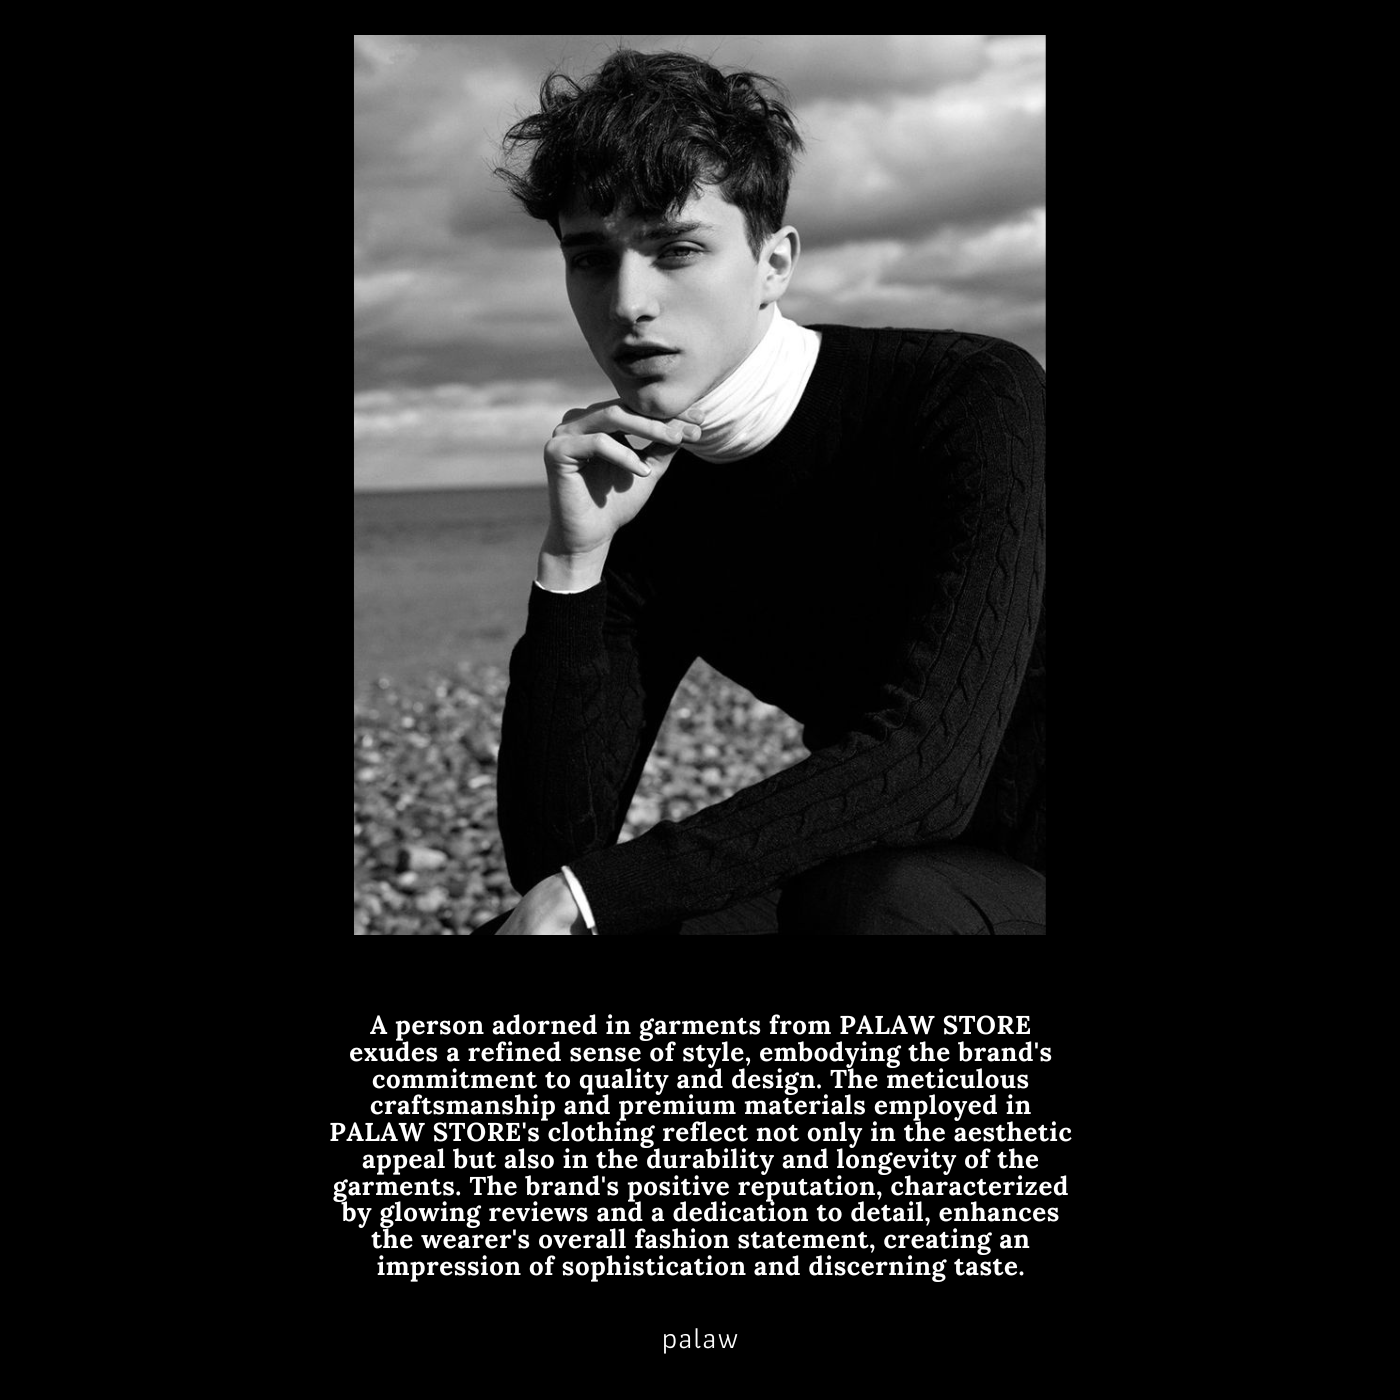 A person adorned in garments from PALAW STORE
exudes a refined sense of style, embodying the brand's
commitment to quality and design. The meticulous
craftsmanship and premium materials employed in
PALAW STORE's clothing reflect not only in the aesthetic
appeal but also in the durability and longevity of the
garments. The brand's positive reputation, characterized
by glowing reviews and a dedication to detail, enhances
the wearer's overall fashion statement, creating an
impression of sophistication and discerning taste.
palaw